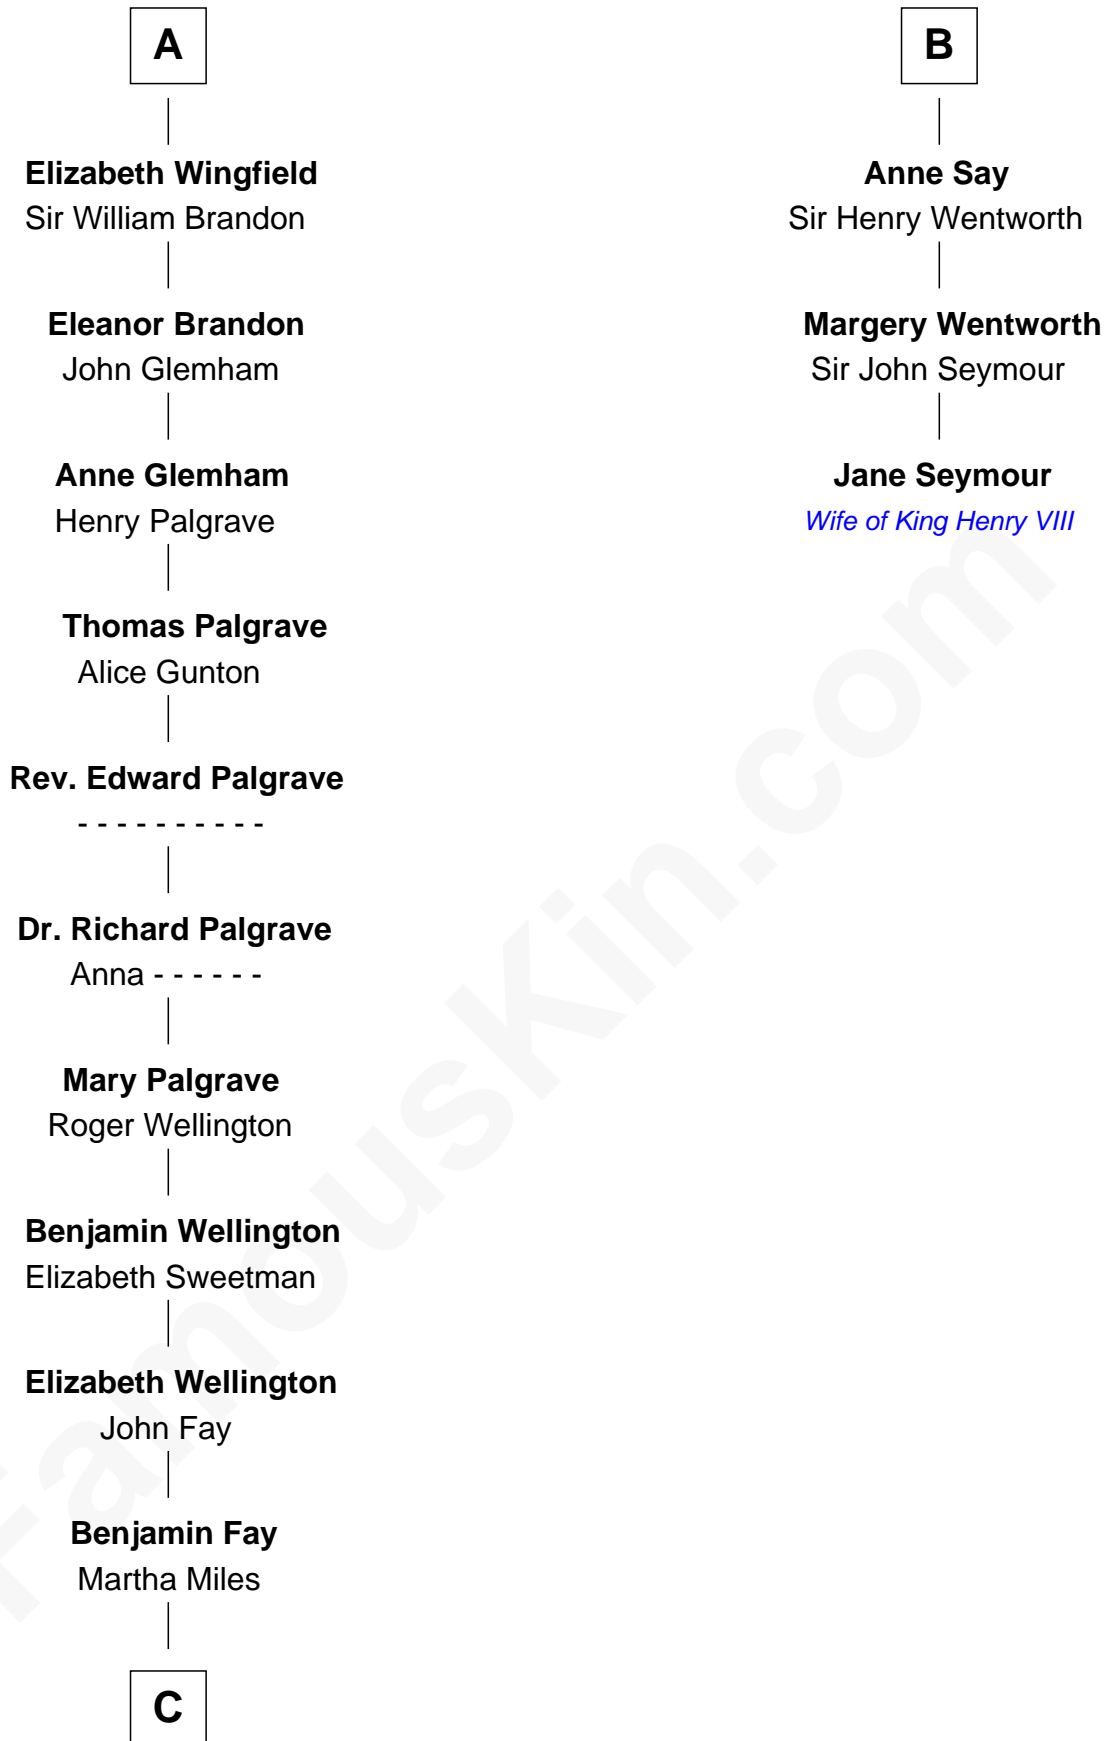 A
Elizabeth Wingfield
Sir William Brandon
Eleanor Brandon
John Glemham
Anne Glemham
Henry Palgrave
Thomas Palgrave
Alice Gunton
Rev. Edward Palgrave
- - - - - - - - - -
Dr. Richard Palgrave
Anna - - - - - -
Mary Palgrave
Roger Wellington
Benjamin Wellington
Elizabeth Sweetman
Elizabeth Wellington
John Fay
Benjamin Fay
Martha Miles
C
B
Anne Say
Sir Henry Wentworth
Margery Wentworth
Sir John Seymour
Jane Seymour
Wife of King Henry VIII
FamousKin.com